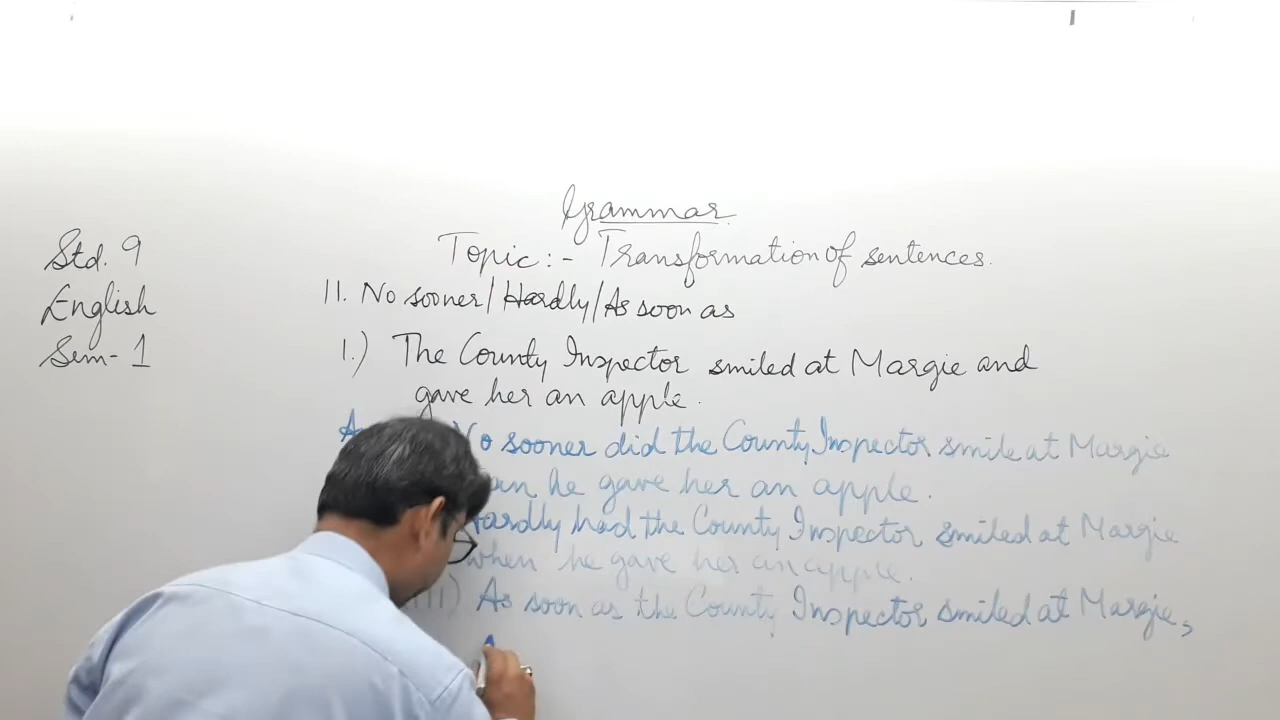 Grammar
Std. 9
English
Sem- 1
Topic:- Transformation of sentences.
II. No sooner/Hardly/As soon as
1.) The County Inspector smiled at Margie and
gave her an apple.
No sooner did the County Inspector smile at Margie
he gave her an apple.
Hardly had the County Inspector smiled at Margie
when he gave her an apple.
III) As soon as the County Inspector smiled at Margie,